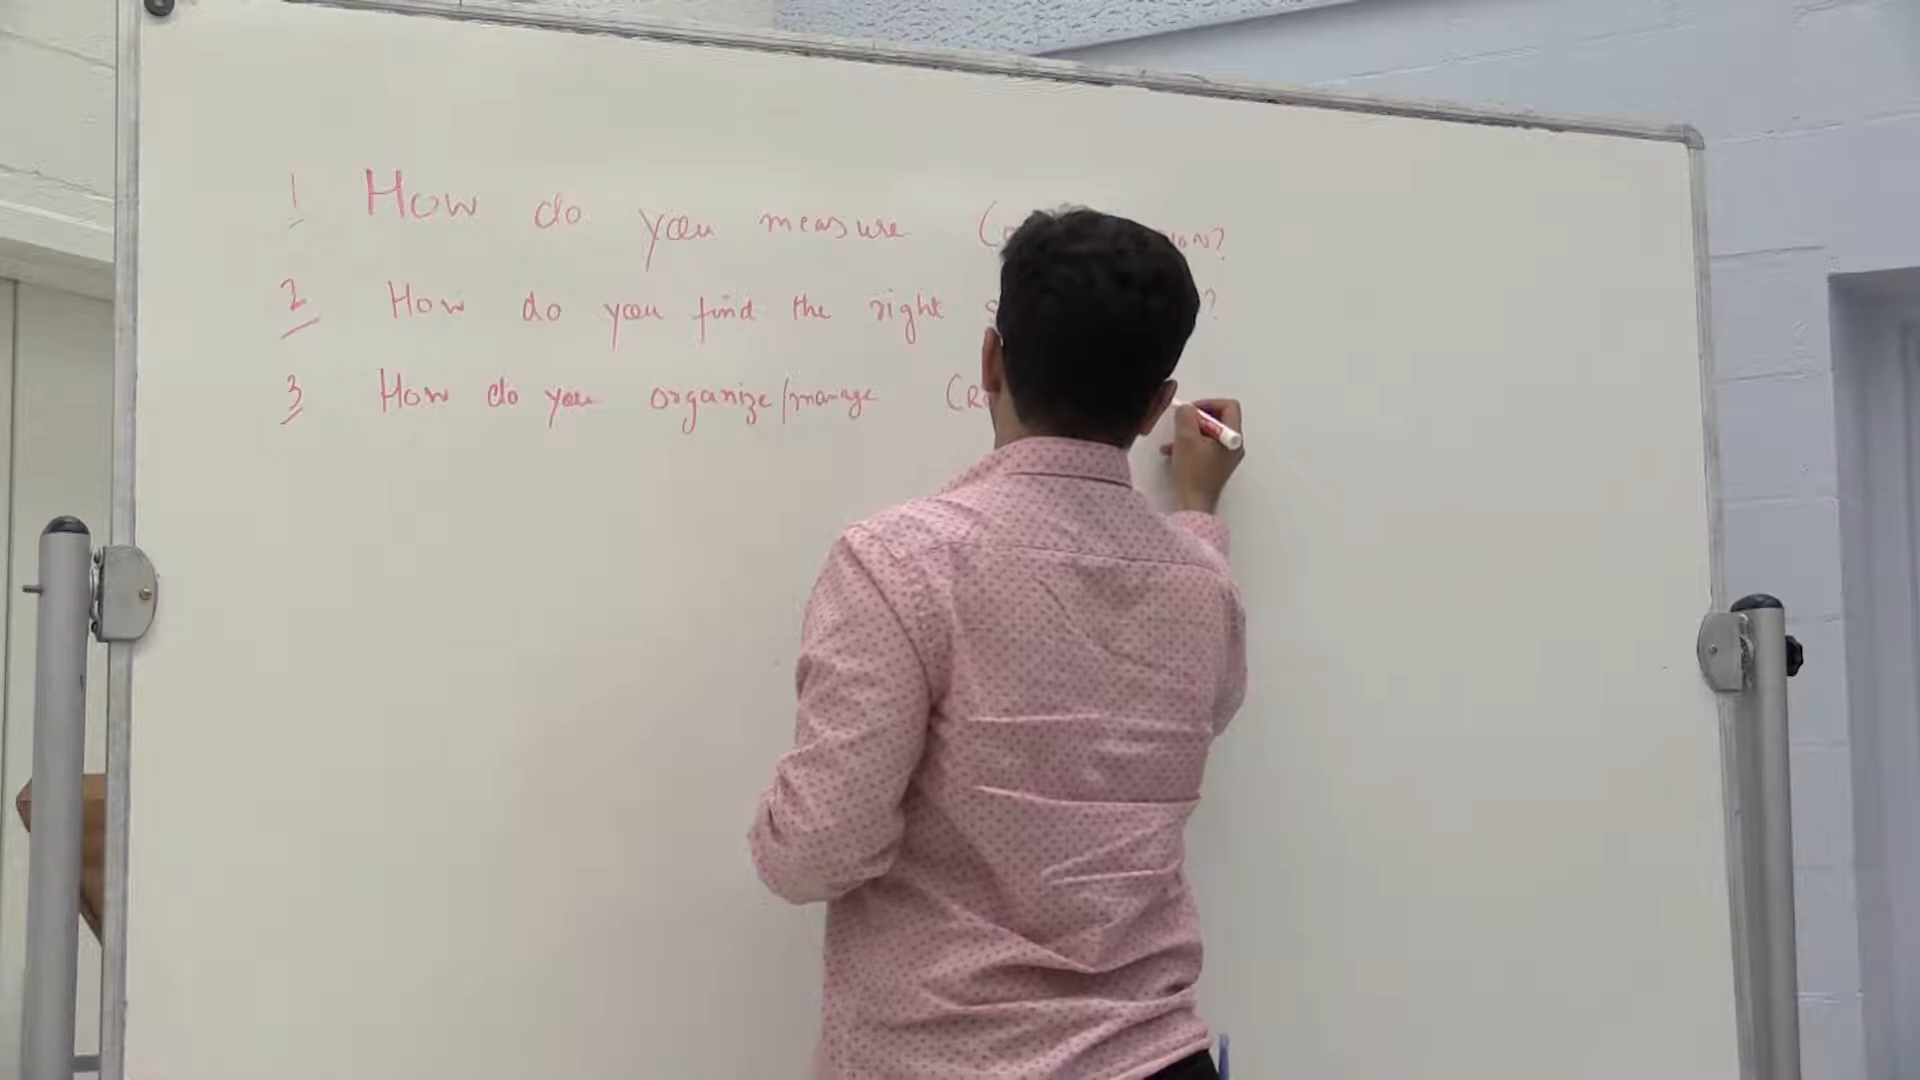 1 How do you measure
2 How do you find the right ?
3 How do you organize/manage